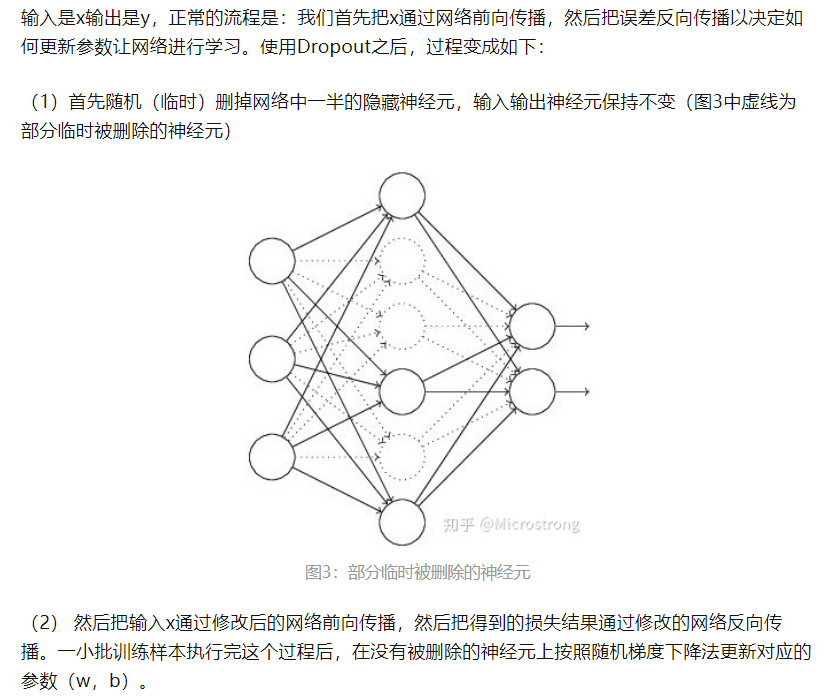 输入是x输出是y，正常的流程是：我们首先把x通过网络前向传播，然后把误差反向传播以决定如
何更新参数让网络进行学习。使用Dropout之后，过程变成如下：
（1）首先随机（临时）删掉网络中一半的隐藏神经元，输入输出神经元保持不变（图3中虚线为
部分临时被删除的神经元）
知乎 @Microstrong
图3：部分临时被删除的神经元
（2） 然后把输入x通过修改后的网络前向传播，然后把得到的损失结果通过修改的网络反向传
播。一小批训练样本执行完这个过程后，在没有被删除的神经元上按照随机梯度下降法更新对应的
参数（w，b）。